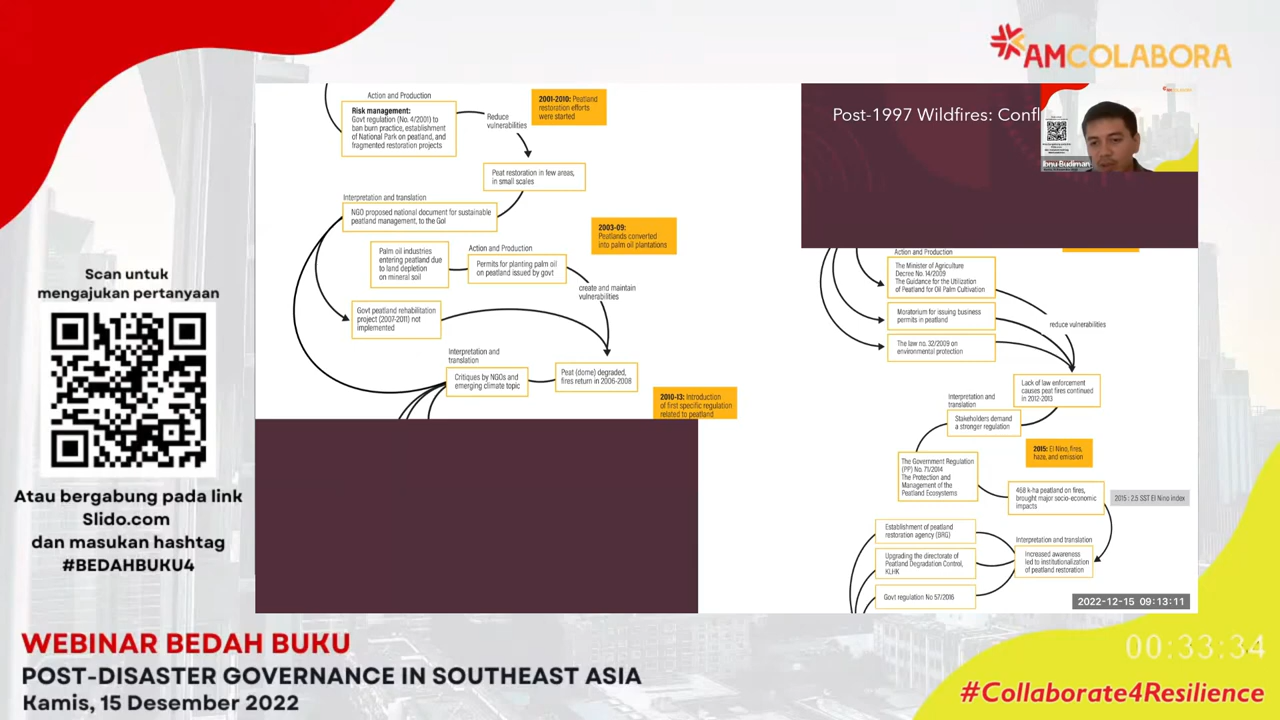 AMCOLABORA
Scan untuk
mengajukan pertanyaan
Atau bergabung pada link
Slido.com
dan masukan hashtag
#BEDAHBUKU4
Action and Production
Risk management:
Govt regulation (No. 4/2001) to
ban burn practice, establishment
of National Park on peatland, and
fragmented restoration projects
Reduce
vulnerabilities
2001-2010: Peatland
restoration efforts
were started
Peat restoration in few areas,
in small scales
Interpretation and translation
NGO proposed national document for sustainable
peatland management, to the GoI
2003-09:
Peatlands converted
into palm oil plantations
Palm oil industries
entering peatland due
to land depletion
on mineral soil
Action and Production
Permits for planting palm oil
on peatland issued by govt
create and maintain
vulnerabilities
Govt peatland rehabilitation
project (2007-2011) not
implemented
Interpretation and
translation
Critiques by NGOs and
emerging climate topic
Peat (dome) degraded,
fires return in 2006-2008
2010-13: Introduction
of first specific regulation
related to peatland
Post-1997 Wildfires: Confl
Ibnu Budiman
Action and Production
The Minister of Agriculture
Decree No. 14/2009
The Guidance for the Utilization
of Peatland for Oil Palm Cultivation
Moratorium for issuing business
permits in peatland
The law no. 32/2009 on
environmental protection
reduce vulnerabilities
Lack of law enforcement
causes peat fires continued
in 2012-2013
Interpretation and
translation
Stakeholders demand
a stronger regulation
2015: El Nino, fires,
haze, and emission
The Government Regulation
(PP) No. 71/2014
The Protection and
Management of the
Peatland Ecosystems
458 k-ha peatland on fires,
brought major socio-economic
impacts
2015 : 2.5 SST El Nino index
Establishment of peatland
restoration agency (BRG)
Upgrading the directorate of
Peatland Degradation Control,
KLHK
Govt regulation No 57/2016
Interpretation and translation
Increased awareness
led to institutionalization
of peatland restoration
2022-12-15 09:13:11
WEBINAR BEDAH BUKU
POST-DISASTER GOVERNANCE IN SOUTHEAST ASIA
Kamis, 15 Desember 2022
00:33:34
#Collaborate4Resilience